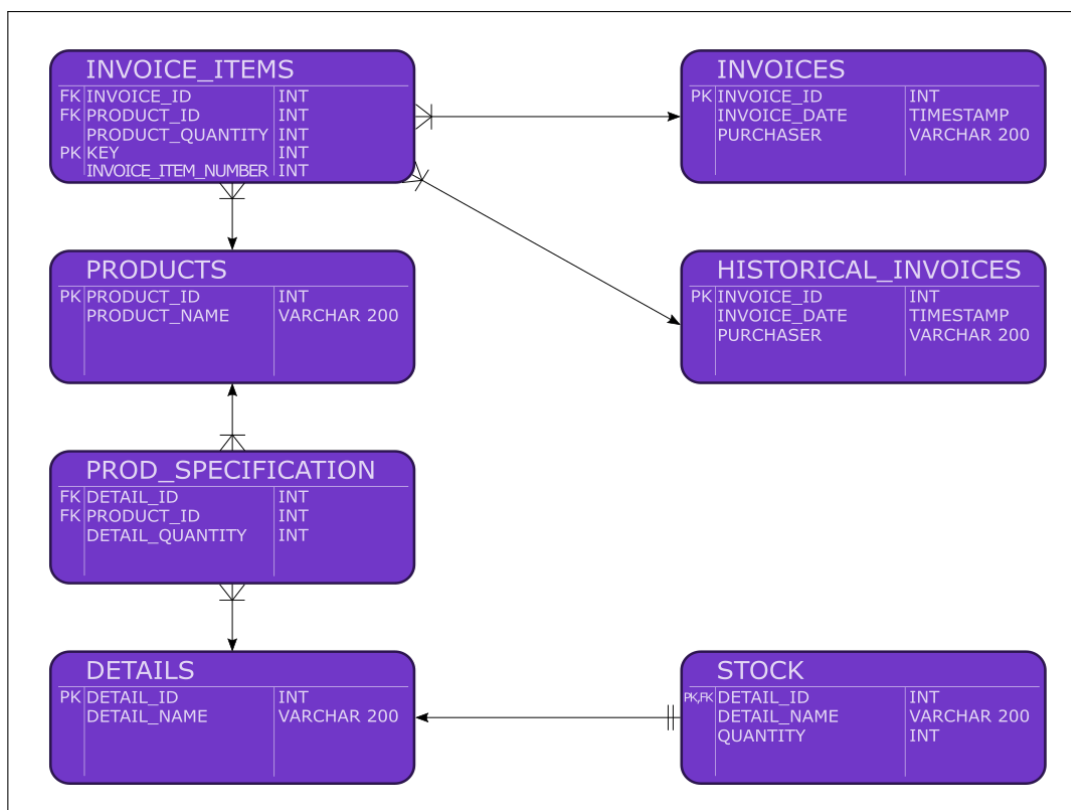 INVOICE_ITEMS
FK INVOICE_ID INT
FK PRODUCT_ID INT
PRODUCT_QUANTITY INT
PK KEY INT
INVOICE_ITEM_NUMBER INT
INVOICES
PK INVOICE_ID INT
INVOICE_DATE TIMESTAMP
PURCHASER VARCHAR 200
PRODUCTS
PK PRODUCT_ID INT
PRODUCT_NAME VARCHAR 200
HISTORICAL_INVOICES
PK INVOICE_ID INT
INVOICE_DATE TIMESTAMP
PURCHASER VARCHAR 200
PROD_SPECIFICATION
FK DETAIL_ID INT
FK PRODUCT_ID INT
DETAIL_QUANTITY INT
DETAILS
PK DETAIL_ID INT
DETAIL_NAME VARCHAR 200
STOCK
PK,FK DETAIL_ID INT
DETAIL_NAME VARCHAR 200
QUANTITY INT